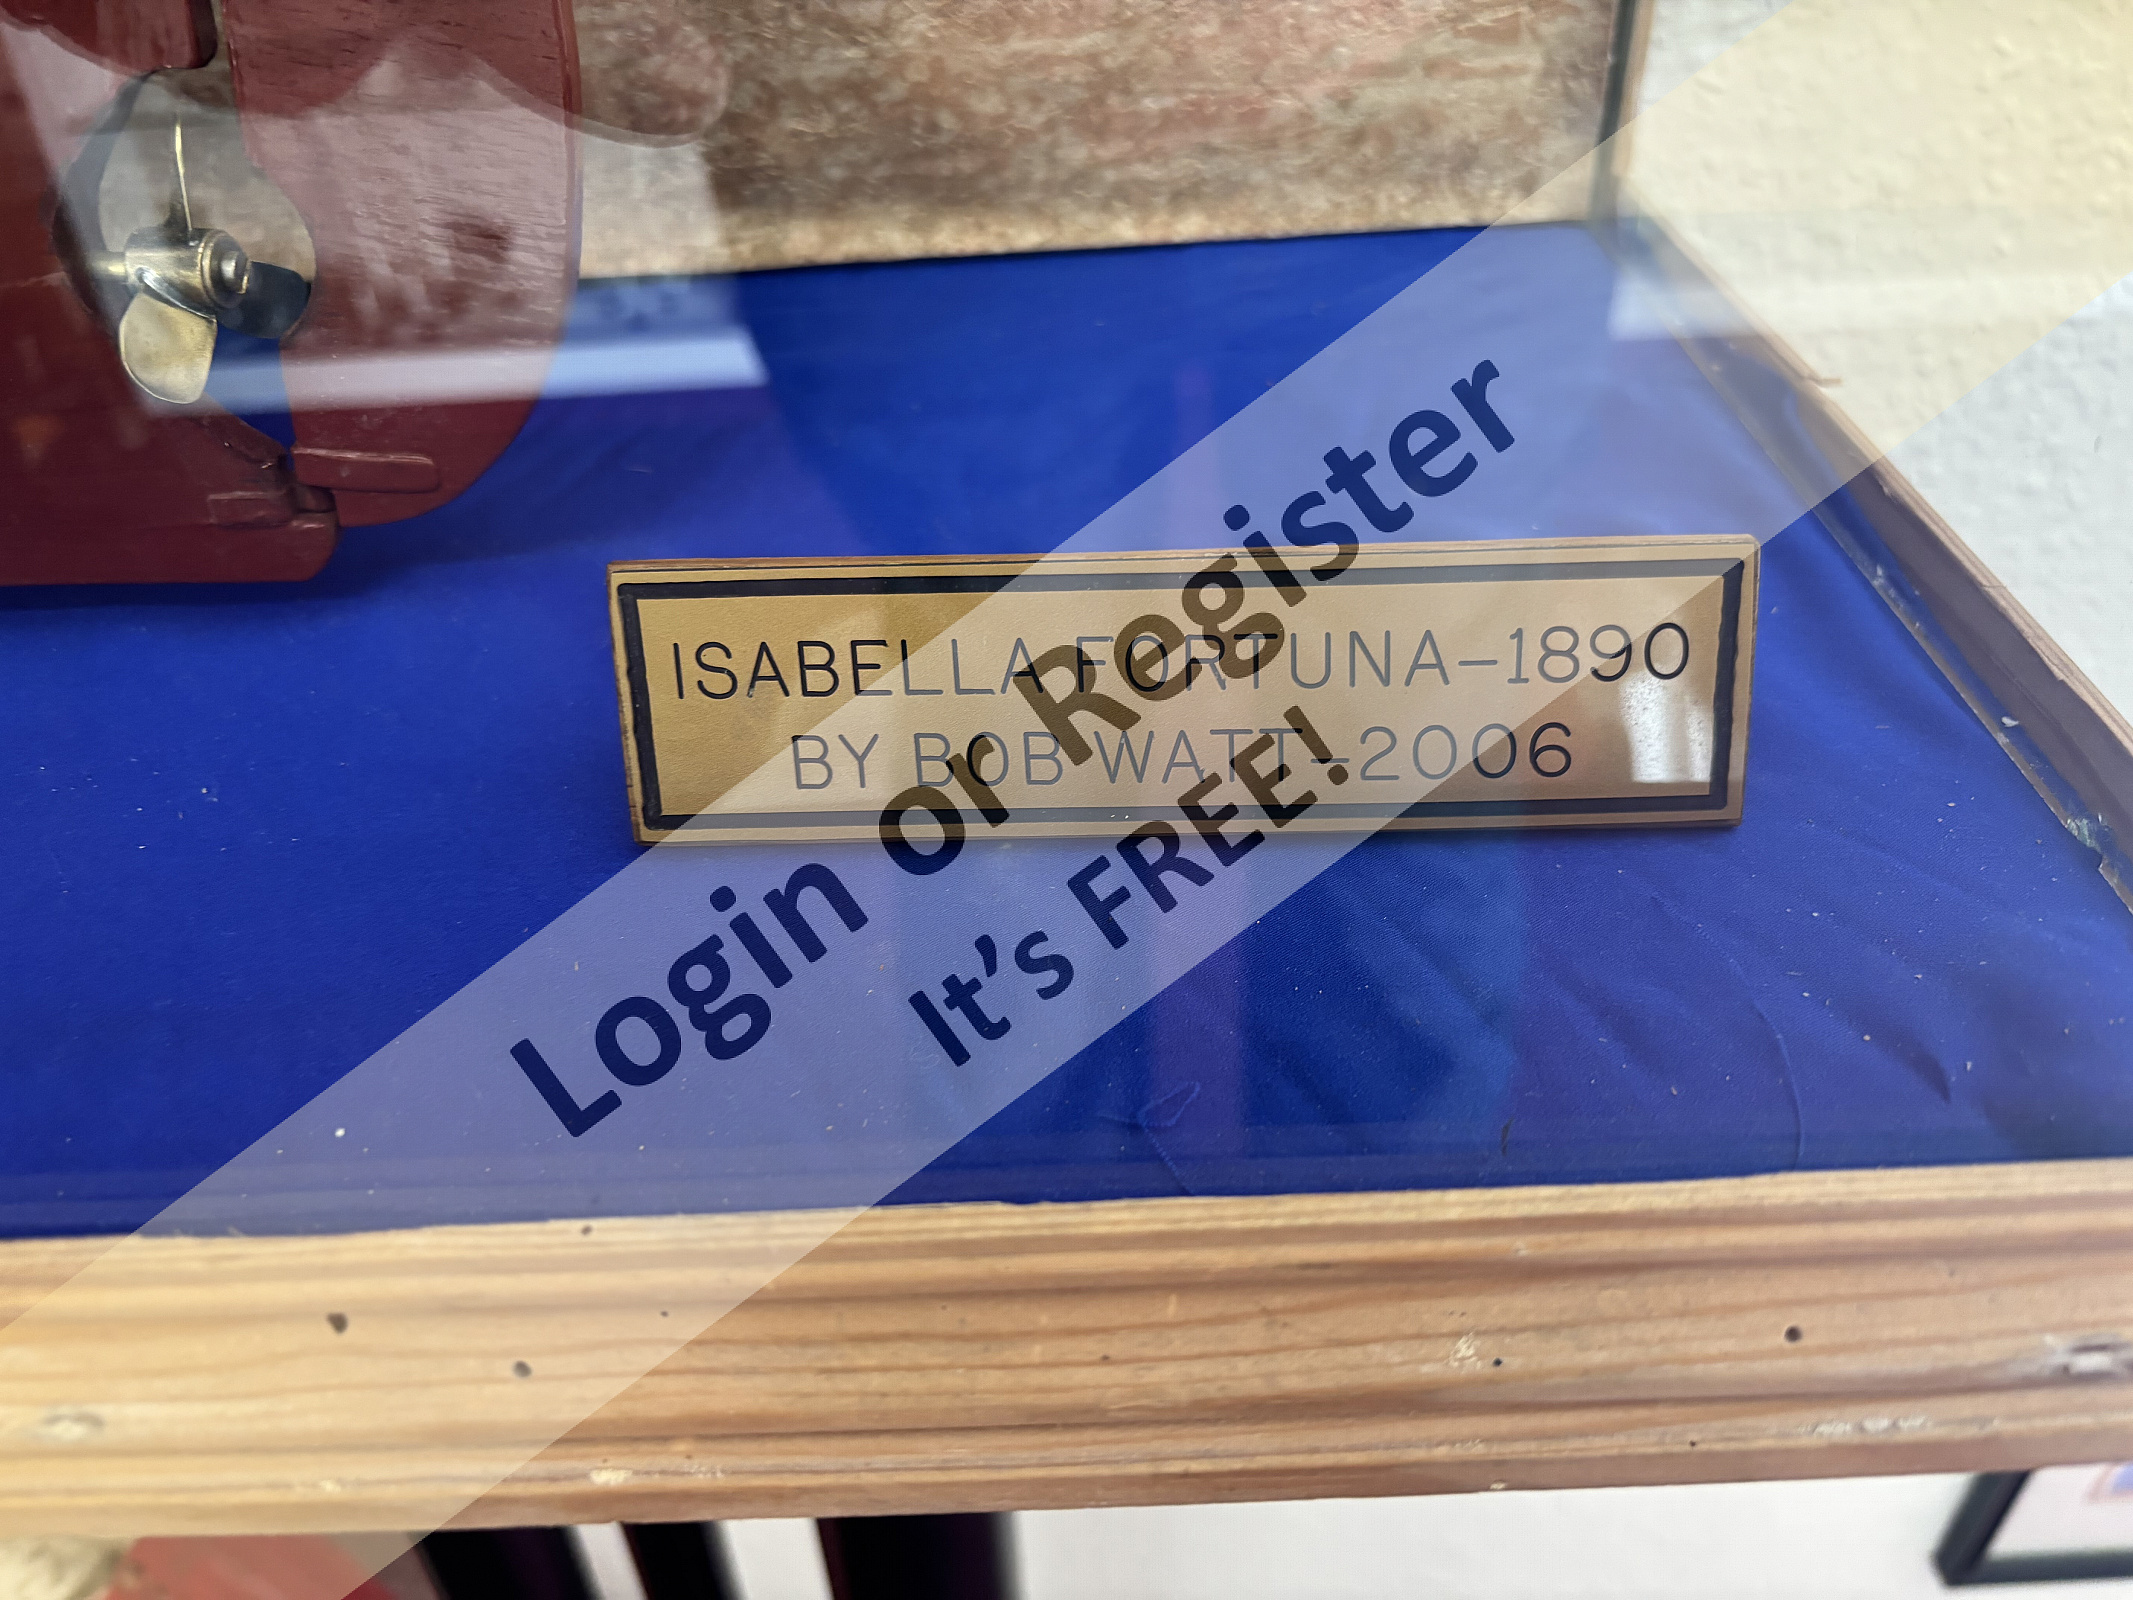 ISABELLA FORTUNA-1890
BY BOB WATT-2006
Login or Register
It's FREE!